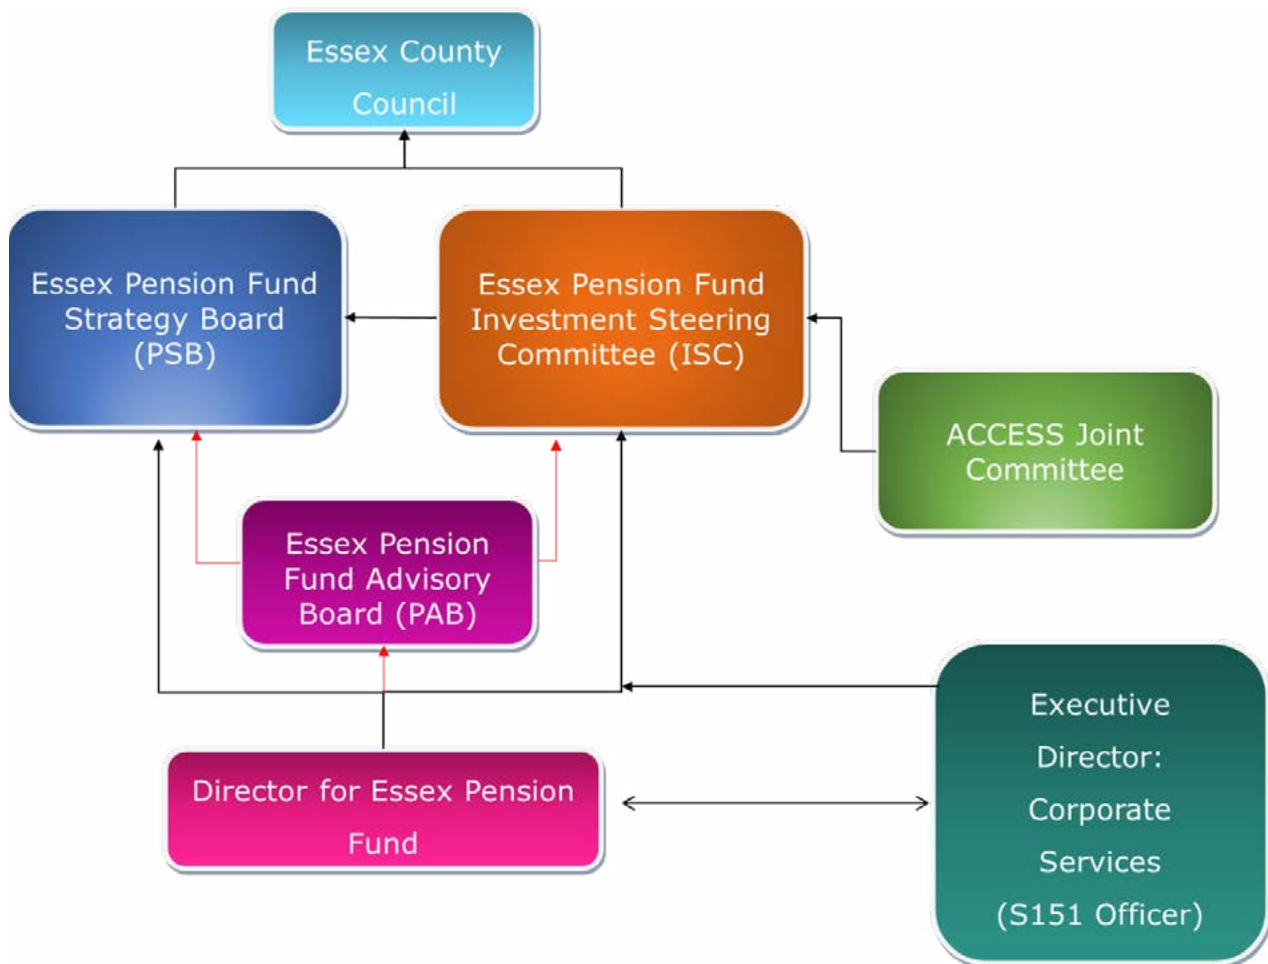 Essex County
Council
Essex Pension Fund
Strategy Board
(PSB)
Essex Pension Fund
Investment Steering
Committee (ISC)
ACCESS Joint
Committee
Essex Pension
Fund Advisory
Board (PAB)
Director for Essex Pension
Fund
Executive
Director:
Corporate
Services
(S151 Officer)